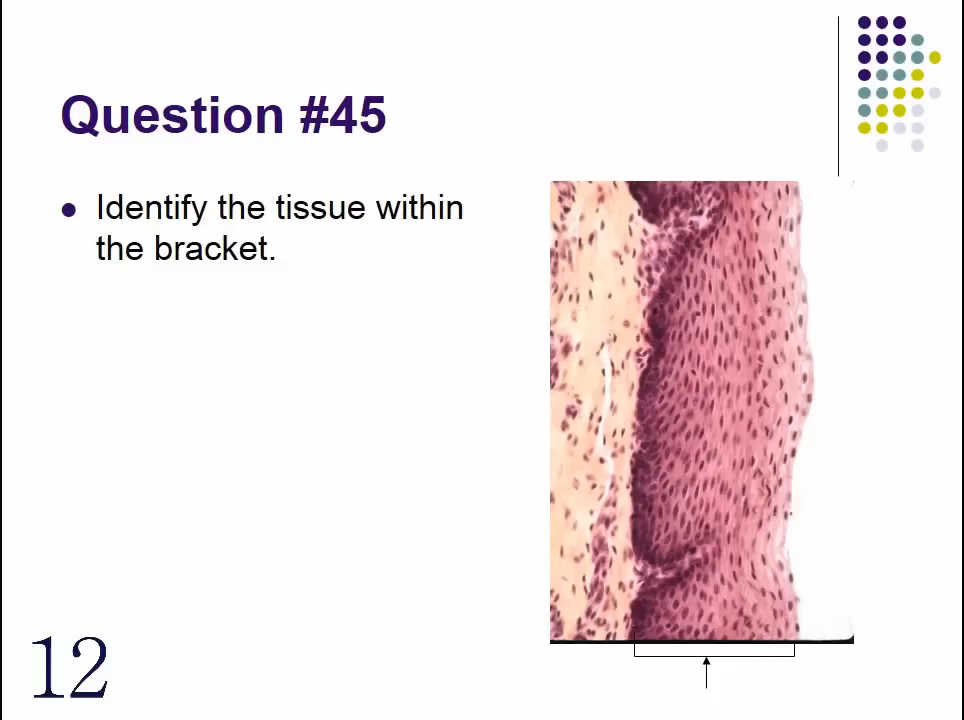 Question #45
Identify the tissue within
the bracket.
12